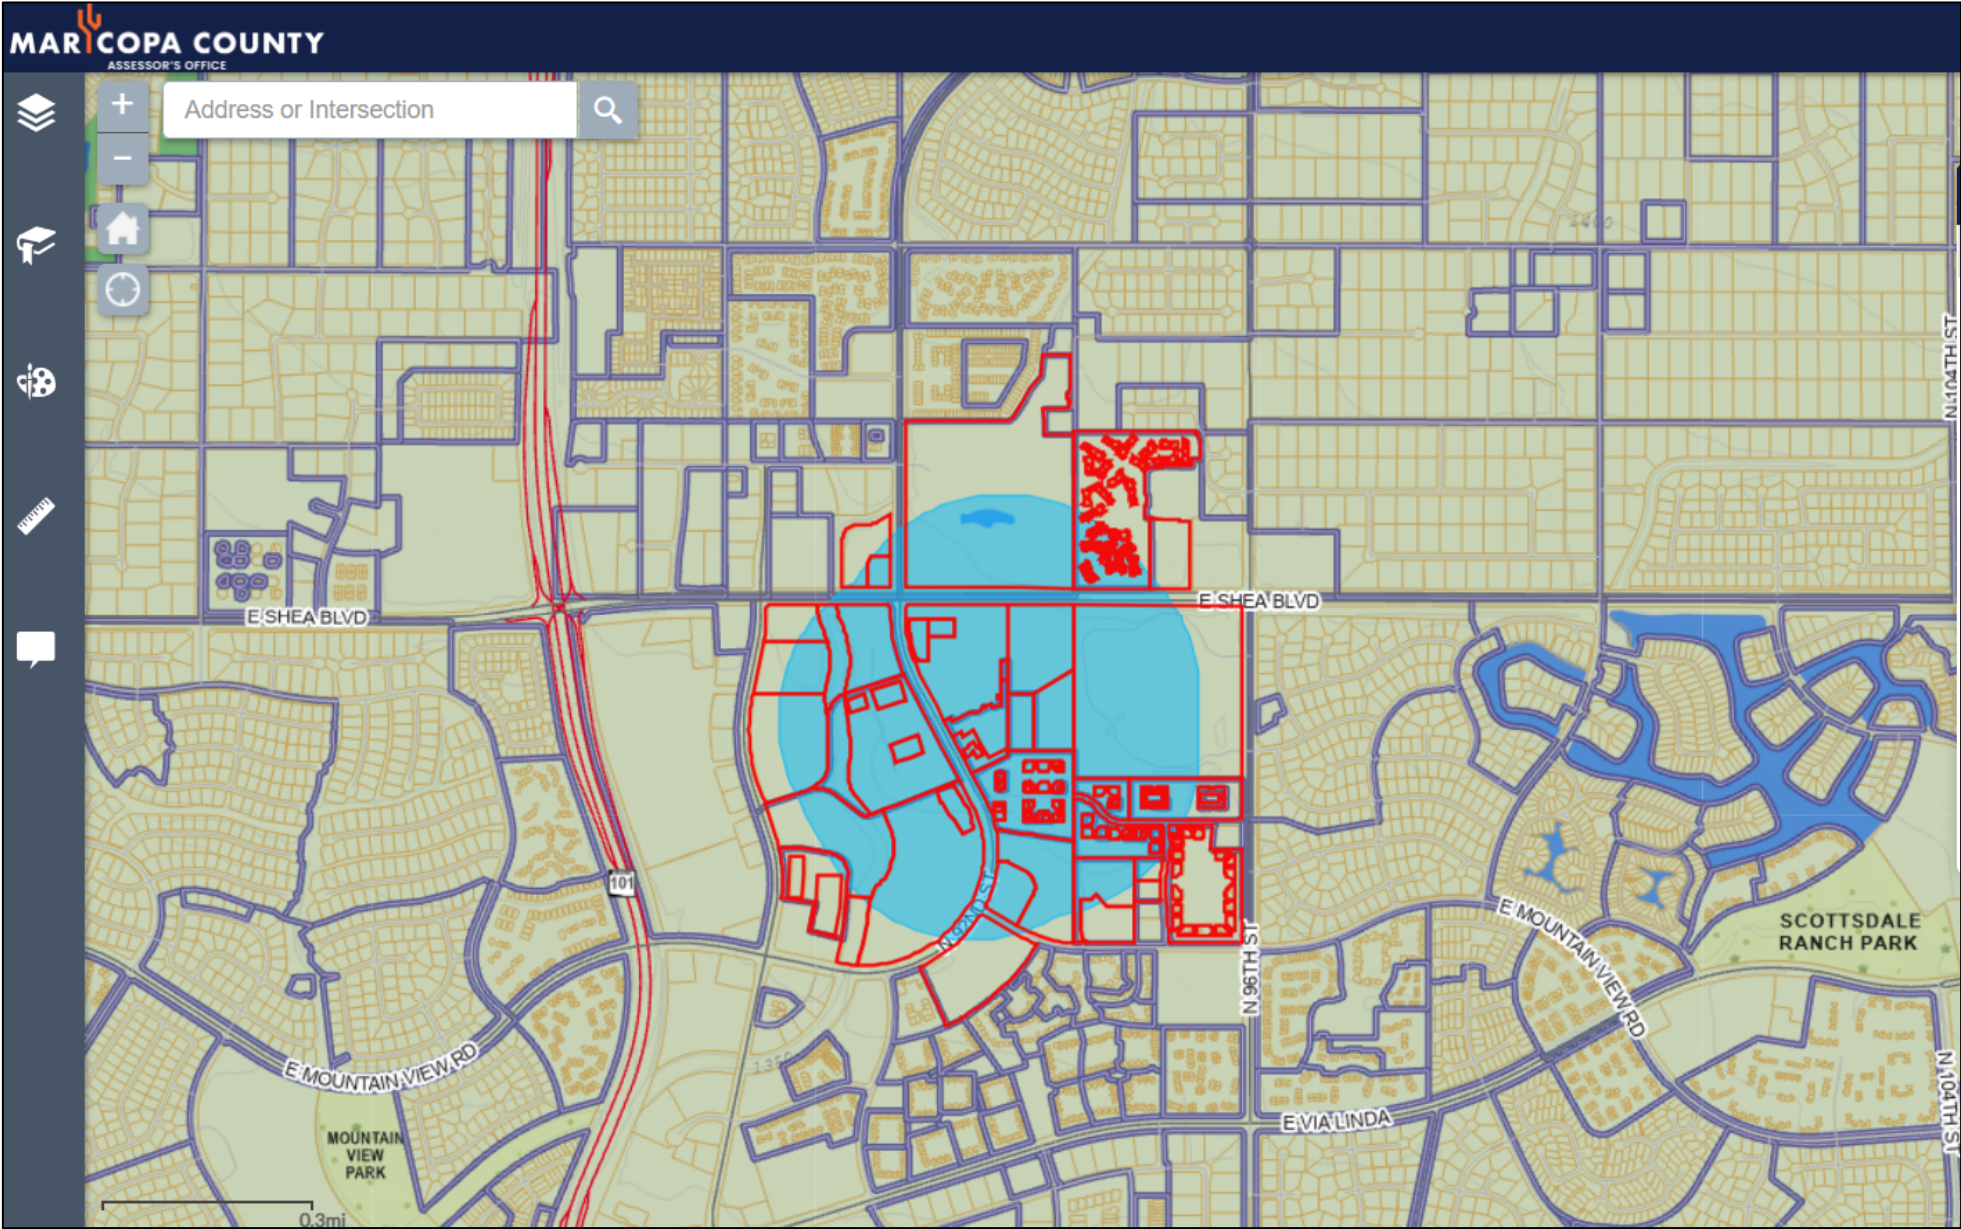 MARICOPA COUNTY
ASSESSOR'S OFFICE
+
Address or Intersection
−
1400
N 104TH ST
E SHEA BLVD
E SHEA BLVD
101
N 92ND ST
E MOUNTAIN VIEW RD
SCOTTSDALE
RANCH PARK
N 96TH ST
E MOUNTAIN VIEW RD
N 104TH ST
E VIA LINDA
MOUNTAIN
VIEW
PARK
0.3mi